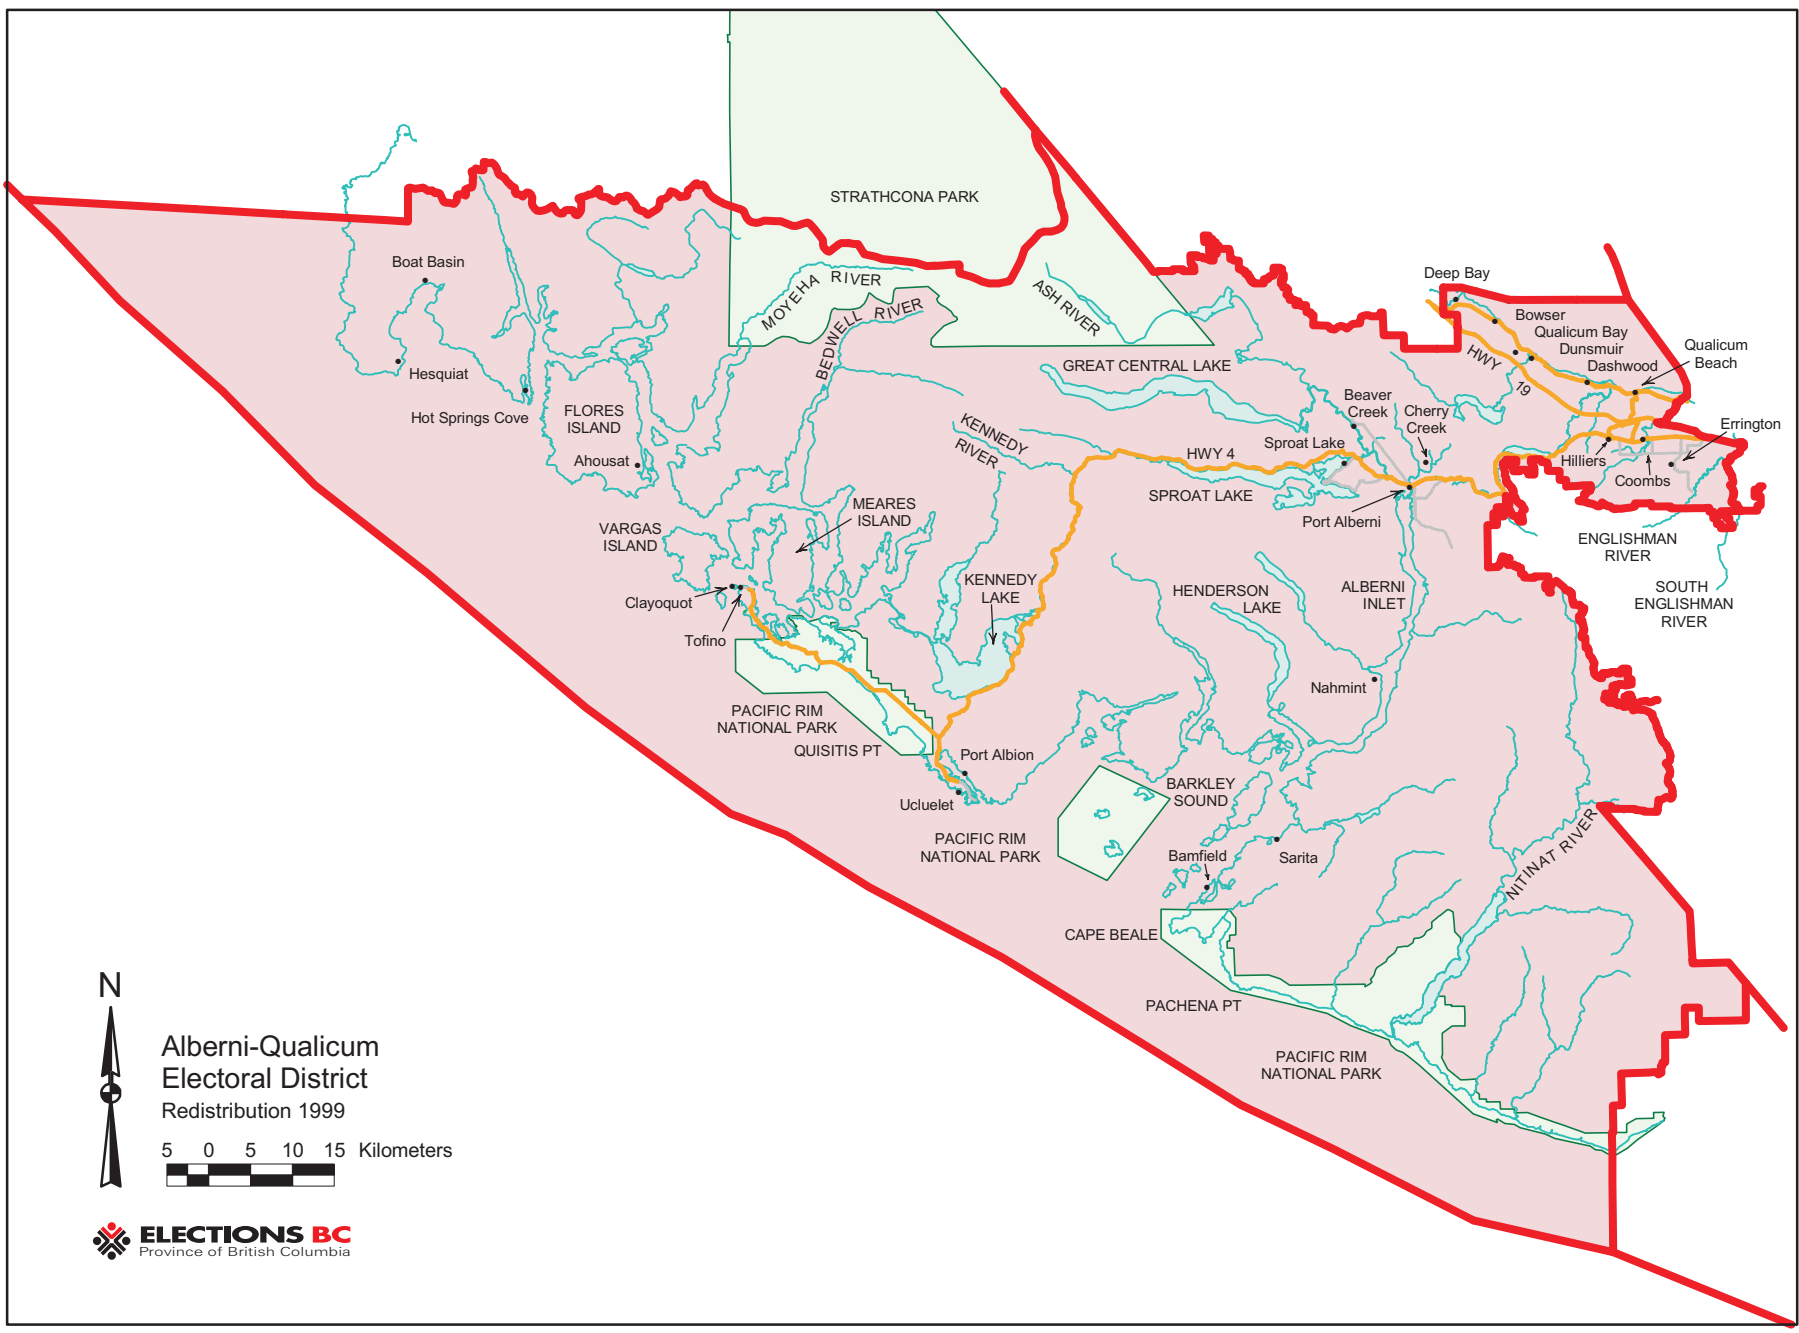 STRATHCONA PARK
Boat Basin
MOYEHA RIVER
BEDWELL RIVER
ASH RIVER
Deep Bay
Bowser
Qualicum Bay
Dunsmuir
Dashwood
Qualicum
Beach
HWY 19
Hesquiat
Hot Springs Cove
FLORES
ISLAND
Ahousat
GREAT CENTRAL LAKE
Beaver
Creek
Cherry
Creek
Errington
KENNEDY
RIVER
HWY 4
Sproat Lake
Hilliers
Coombs
SPROAT LAKE
Port Alberni
MEARES
ISLAND
VARGAS
ISLAND
ENGLISHMAN
RIVER
KENNEDY
LAKE
HENDERSON
LAKE
ALBERNI
INLET
SOUTH
ENGLISHMAN
RIVER
Clayoquot
Tofino
Nahmint
PACIFIC RIM
NATIONAL PARK
QUISITIS PT
Port Albion
Ucluelet
BARKLEY
SOUND
PACIFIC RIM
NATIONAL PARK
Bamfield
Sarita
NITINAT RIVER
CAPE BEALE
PACHENA PT
PACIFIC RIM
NATIONAL PARK
N
Alberni-Qualicum
Electoral District
Redistribution 1999
5 0 5 10 15 Kilometers
ELECTIONS BC
Province of British Columbia